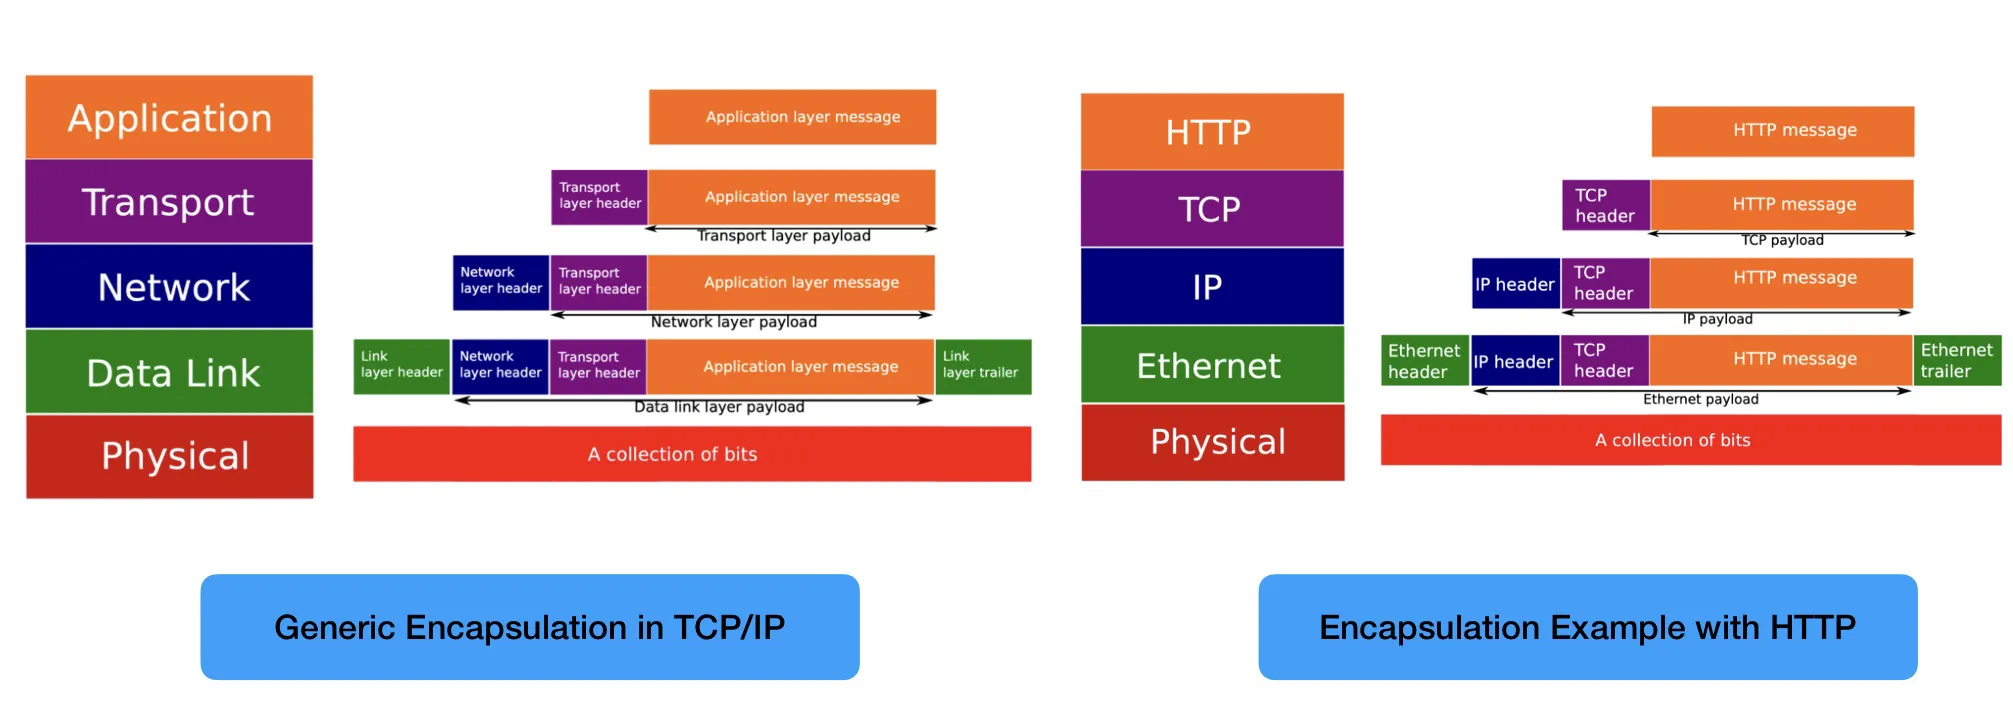 Application
Transport
Network
Data Link
Physical
Application layer message
Transport
layer header
Application layer message
Transport layer payload
Network
layer header
Transport
layer header
Application layer message
Network layer payload
Link
layer header
Network
layer header
Transport
layer header
Application layer message
Link
layer trailer
Data link layer payload
A collection of bits
Generic Encapsulation in TCP/IP
HTTP
TCP
IP
Ethernet
Physical
HTTP message
TCP
header
HTTP message
TCP payload
IP header
TCP
header
HTTP message
IP payload
Ethernet
header
IP header
TCP
header
HTTP message
Ethernet
trailer
Ethernet payload
A collection of bits
Encapsulation Example with HTTP